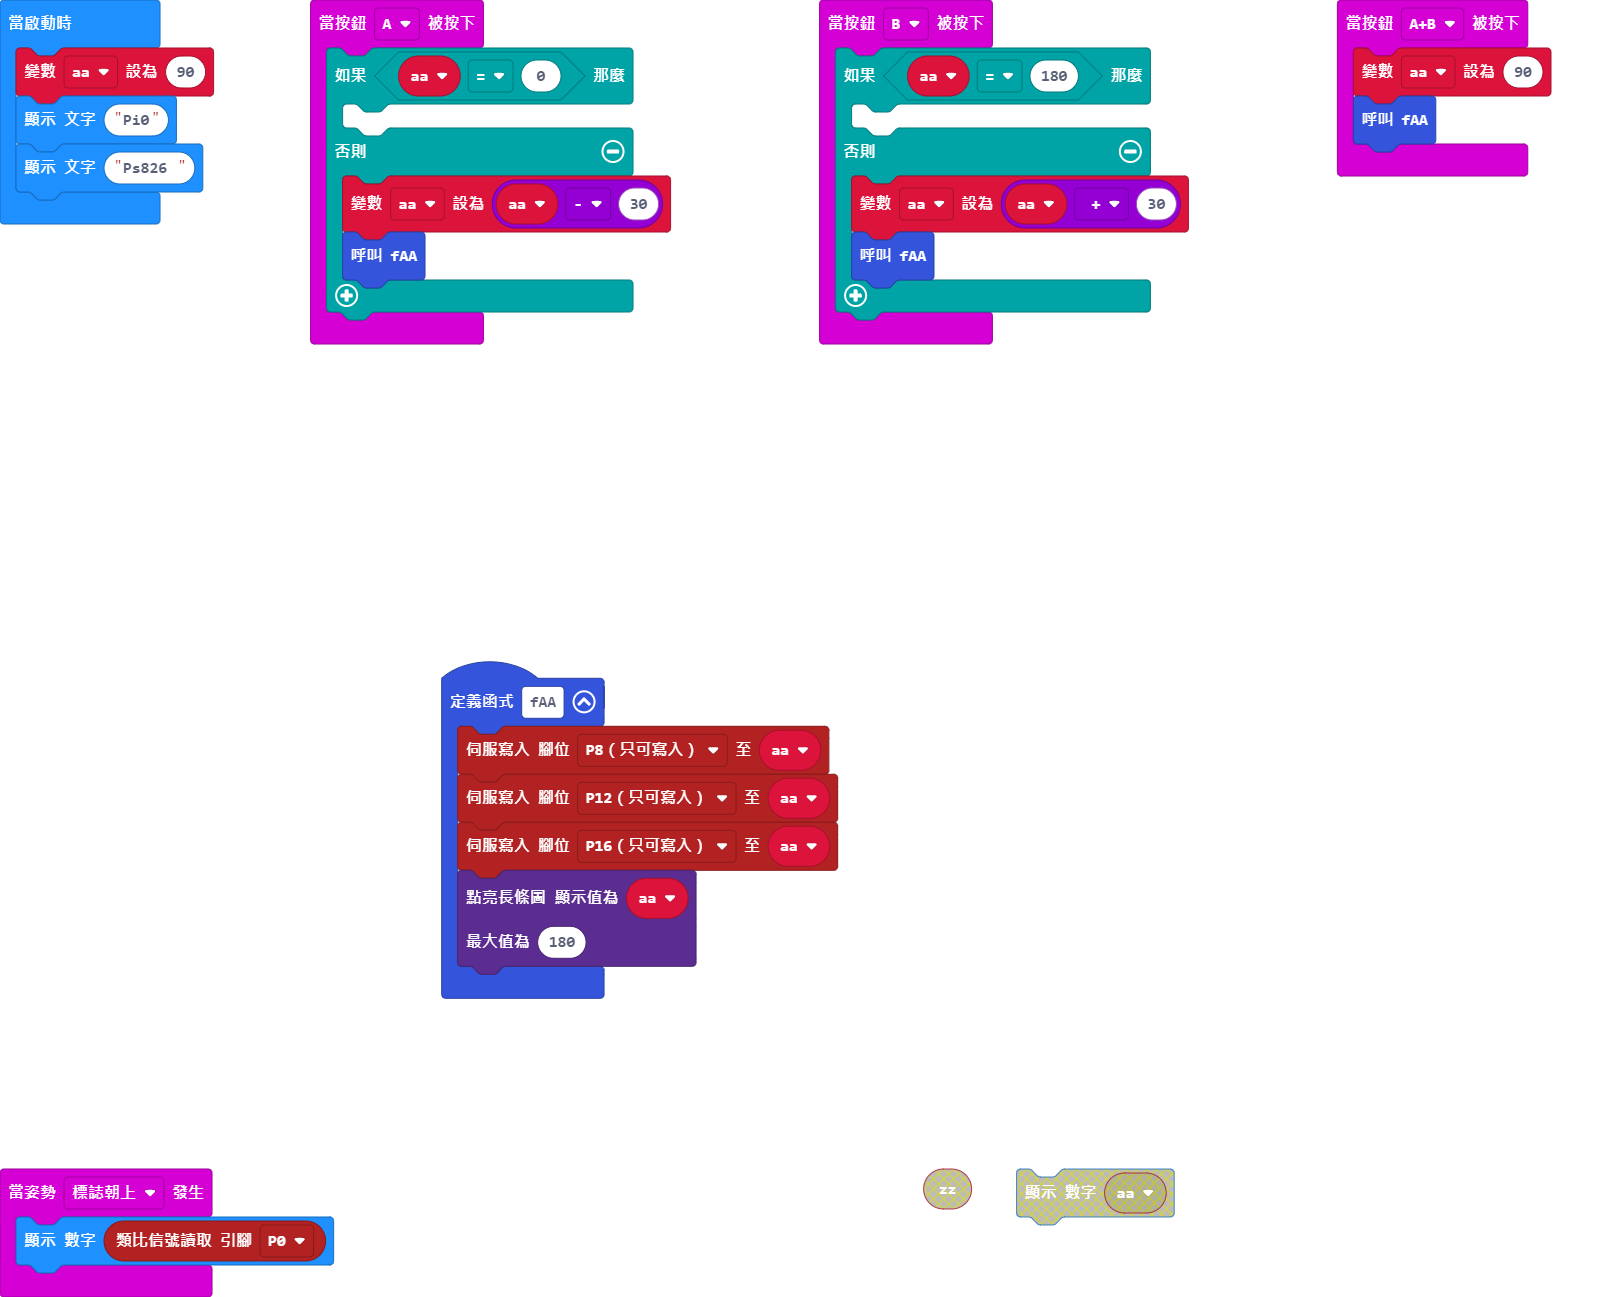 當啟動時
變數 aa 設為 90
顯示 文字 "Pi0"
顯示 文字 "Ps826 "
當按鈕 A 被按下
如果 aa = 0 那麼
否則
變數 aa 設為 aa - 30
呼叫 fAA
當按鈕 B 被按下
如果 aa = 180 那麼
否則
變數 aa 設為 aa + 30
呼叫 fAA
當按鈕 A+B 被按下
變數 aa 設為 90
呼叫 fAA
定義函式 fAA
伺服寫入 腳位 P8（只可寫入） 至 aa
伺服寫入 腳位 P12（只可寫入） 至 aa
伺服寫入 腳位 P16（只可寫入） 至 aa
點亮長條圖 顯示值為 aa
最大值為 180
當姿勢 標誌朝上 發生
顯示 數字 類比信號讀取 引腳 P0
zz
顯示 數字 aa